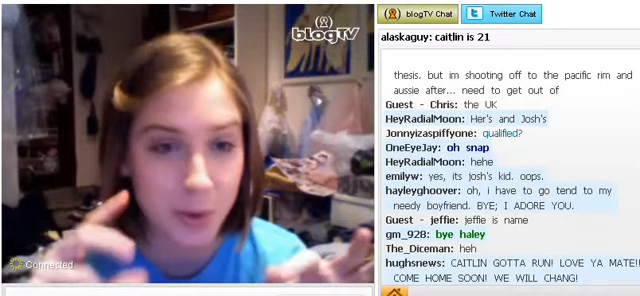 blogTV
Connected
blogTV Chat
Twitter Chat
alaskaguy: caitlin is 21
thesis. but im shooting off to the pacific rim and
aussie after... need to get out of
Guest - Chris: the UK
HeyRadialMoon: Her's and Josh's
Jonnyizaspiffyone: qualified?
OneEyeJay: oh snap
HeyRadialMoon: hehe
emilyw: yes, its josh's kid. oops.
hayleyghoover: oh, i have to go tend to my
needy boyfriend. BYE; I ADORE YOU.
Guest - jeffie: jeffie is name
gm_928: bye haley
The_Diceman: heh
hughsnews: CAITLIN GOTTA RUN! LOVE YA MATE!!
COME HOME SOON! WE WILL CHANG!